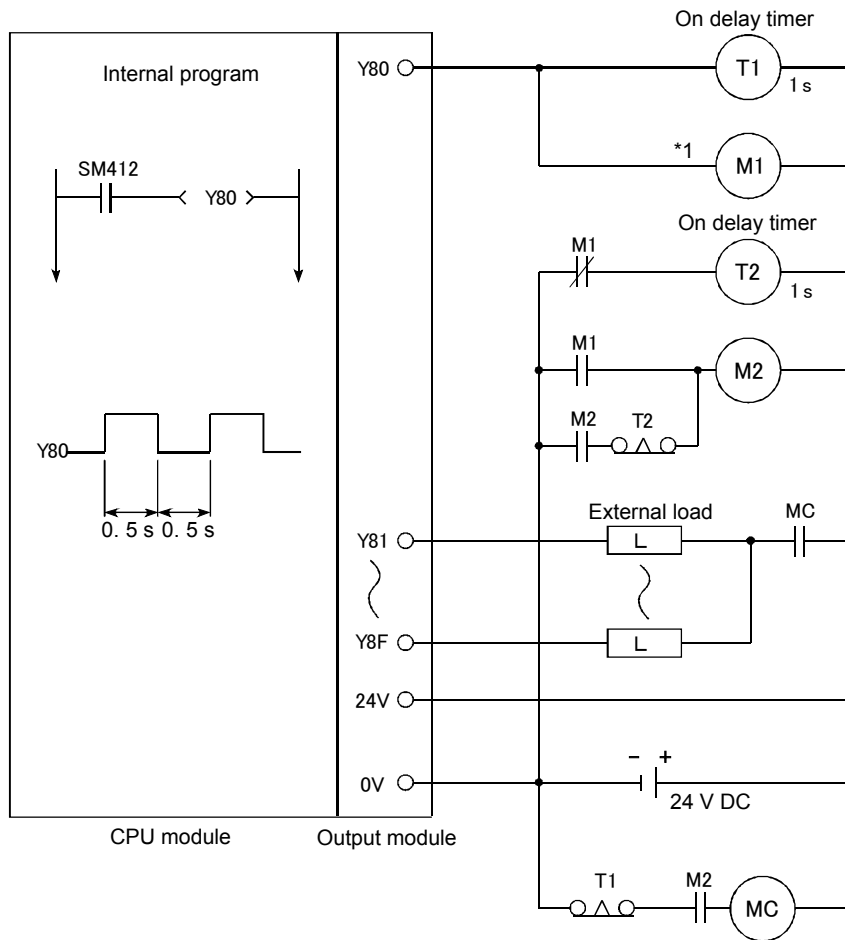 On delay timer
Internal program
Y80
T1
1 s
SM412
Y80
*1
M1
On delay timer
M1
T2
1 s
M1
M2
M2
T2
Y80
0. 5 s 0. 5 s
External load
MC
Y81
L
Y8F
L
24V
- +
0V
24 V DC
CPU module
Output module
T1
M2
MC